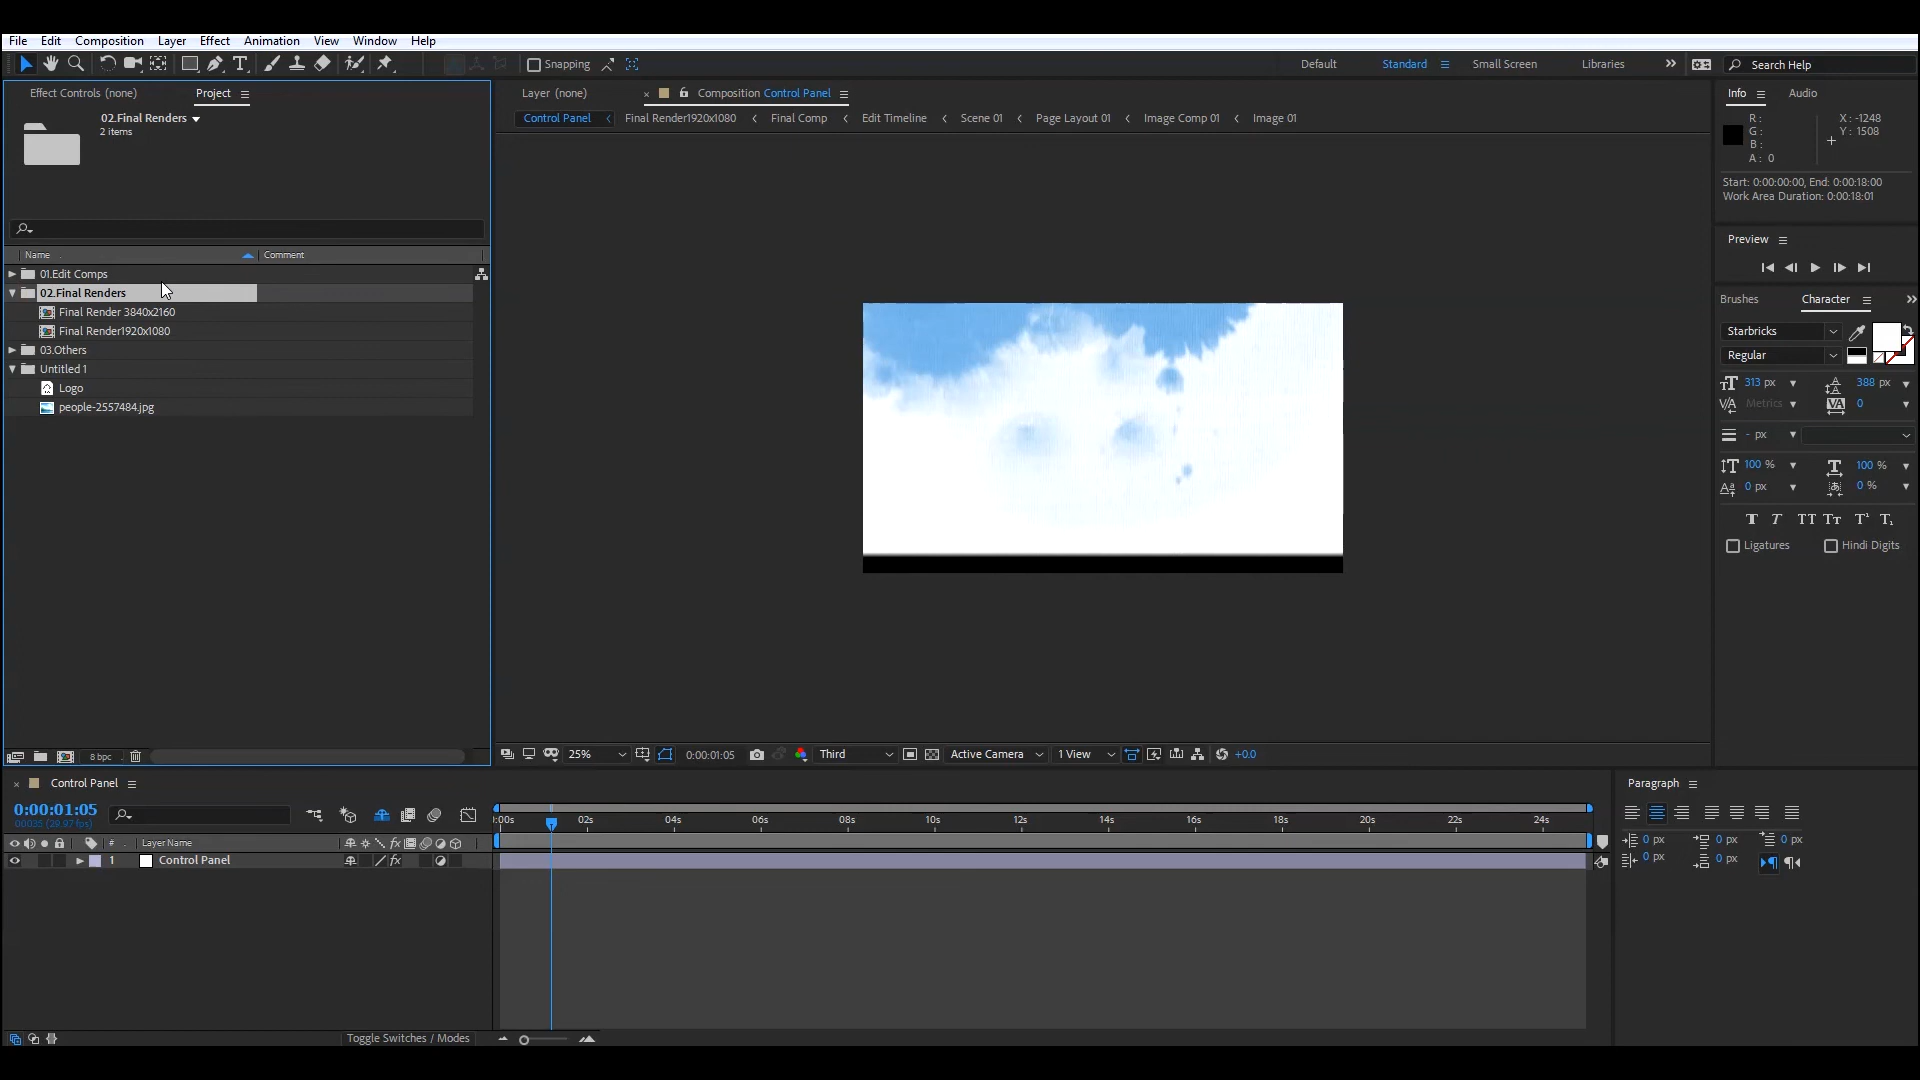 File Edit Composition Layer Effect Animation View Window Help
Snapping Default Standard Small Screen Libraries Search Help
Effect Controls (none) Project
02.Final Renders
2 items
Name Comment
01.Edit Comps
02.Final Renders
Final Render 3840x2160
Final Render1920x1080
03.Others
Untitled 1
Logo
people-2557484.jpg
8 bpc
Layer (none) Composition Control Panel
Control Panel Final Render1920x1080 Final Comp Edit Timeline Scene 01 Page Layout 01 Image Comp 01 Image 01
25% 0:00:01:05 Third Active Camera 1 View +0.0
Info Audio
R :
G :
B :
A : 0
X : -1248
Y : 1508
Start: 0:00:00:00, End: 0:00:18:00
Work Area Duration: 0:00:18:01
Preview
Brushes Character
Starbricks
Regular
313 px 388 px
Metrics 0
- px
100 % 100 %
0 px 0 %
T T TT Tt T¹ T₁
Ligatures Hindi Digits
Control Panel
0:00:01:05
00035 (29.97 fps)
# Layer Name
1 Control Panel
:00s 02s 04s 06s 08s 10s 12s 14s 16s 18s 20s 22s 24s
Toggle Switches / Modes
Paragraph
0 px 0 px 0 px
0 px 0 px